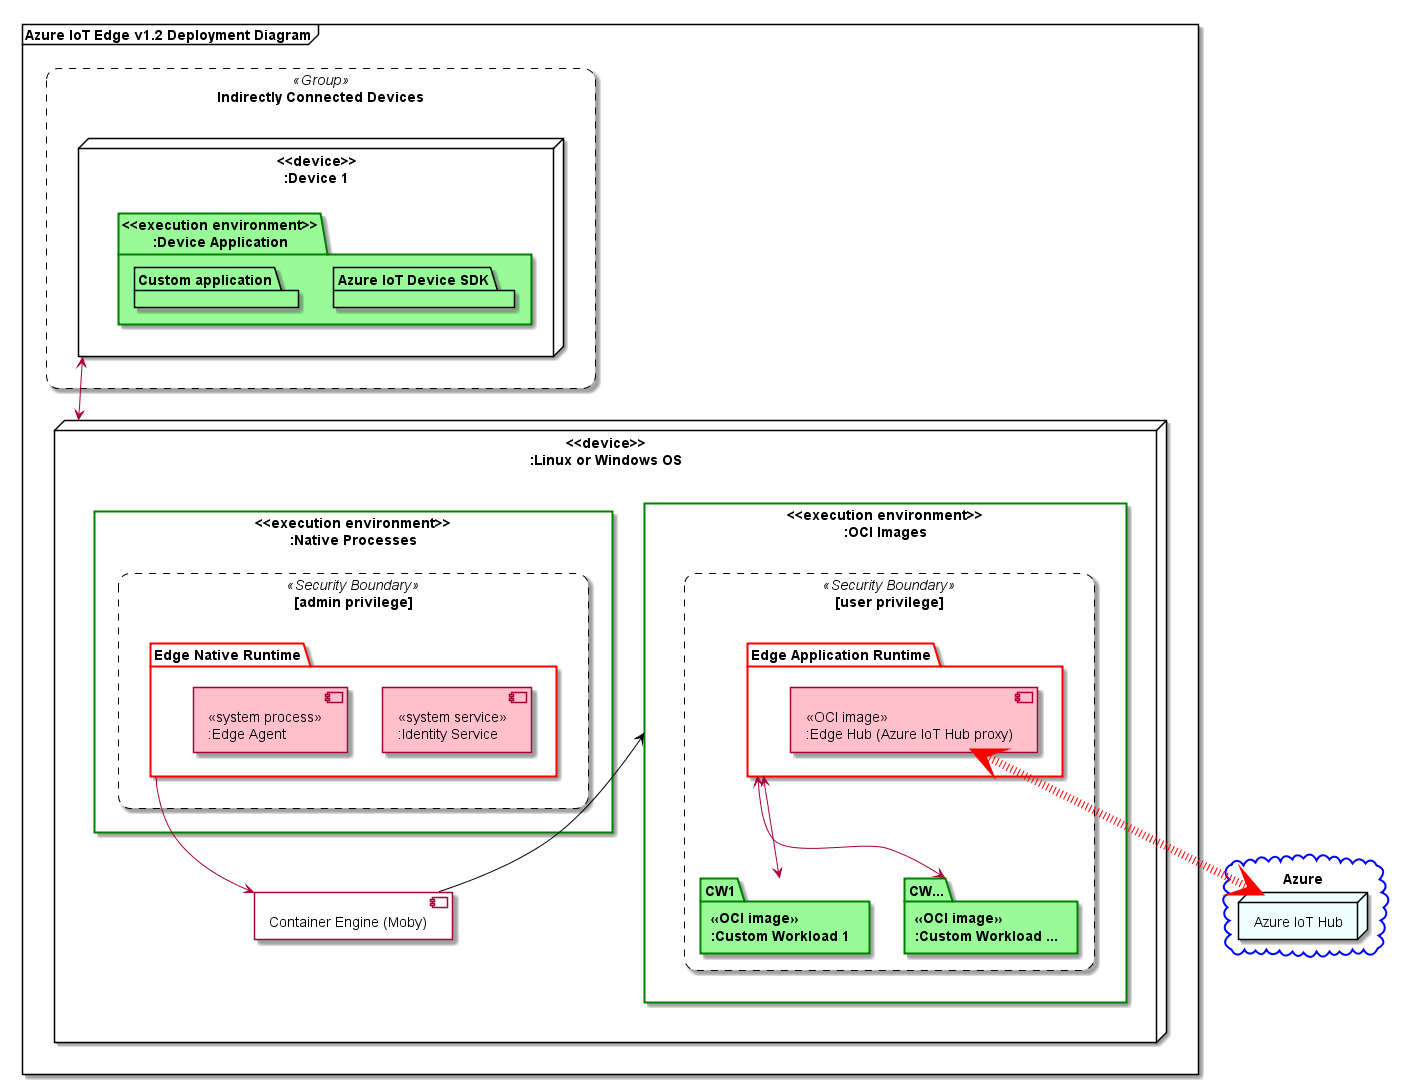 Azure IoT Edge v1.2 Deployment Diagram
«Group»
Indirectly Connected Devices
<<device>>
:Device 1
<<execution environment>>
:Device Application
Custom application
Azure IoT Device SDK
<<device>>
:Linux or Windows OS
<<execution environment>>
:Native Processes
«Security Boundary»
[admin privilege]
Edge Native Runtime
«system process»
:Edge Agent
«system service»
:Identity Service
Container Engine (Moby)
<<execution environment>>
:OCI Images
«Security Boundary»
[user privilege]
Edge Application Runtime
«OCI image»
:Edge Hub (Azure IoT Hub proxy)
CW1
«OCI image»
:Custom Workload 1
CW...
«OCI image»
:Custom Workload ...
Azure
Azure IoT Hub